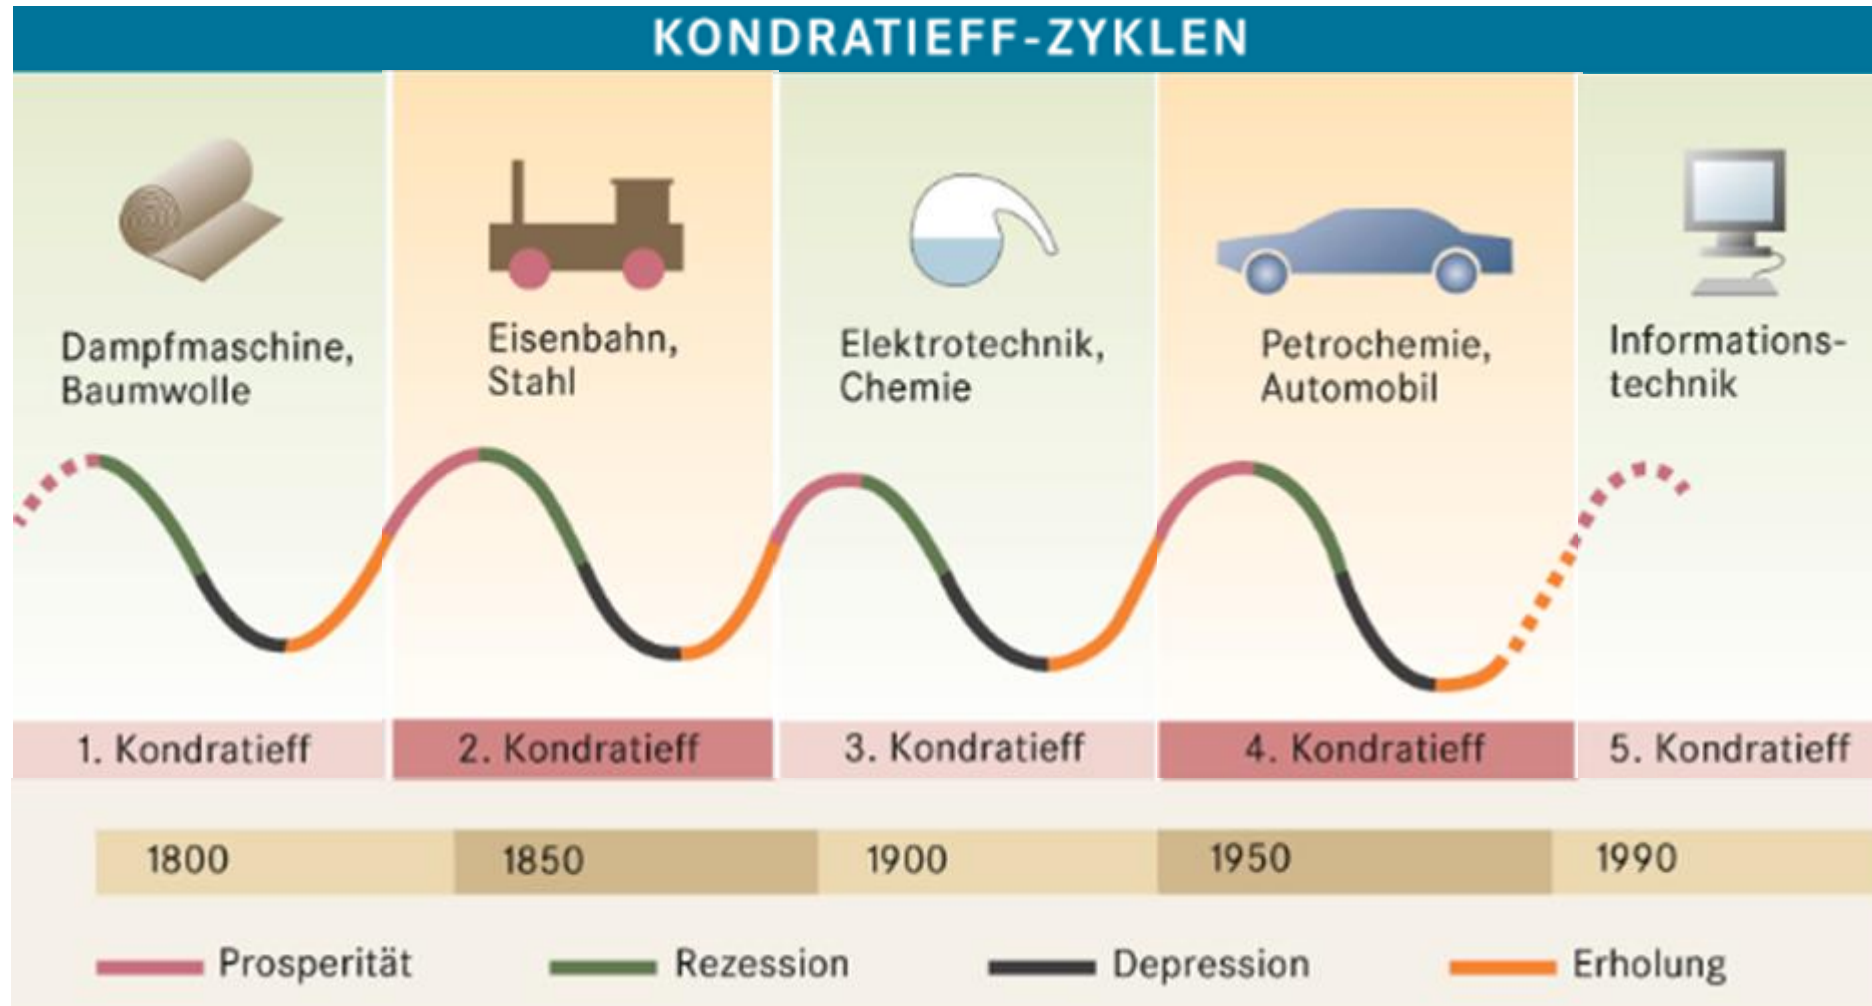 KONDRATIEFF-ZYKLEN
Dampfmaschine,
Baumwolle
Eisenbahn,
Stahl
Elektrotechnik,
Chemie
Petrochemie,
Automobil
Informations-
technik
1. Kondratieff
2. Kondratieff
3. Kondratieff
4. Kondratieff
5. Kondratieff
1800
1850
1900
1950
1990
Prosperität
Rezession
Depression
Erholung